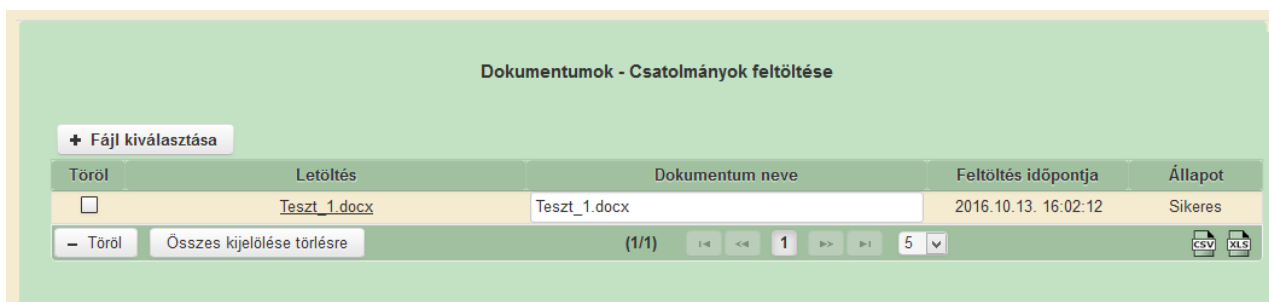 Dokumentumok - Csatolmányok feltöltése
+ Fájl kiválasztása
Töröl Letöltés Dokumentum neve Feltöltés időpontja Állapot
Teszt_1.docx Teszt_1.docx 2016.10.13. 16:02:12 Sikeres
− Töröl Összes kijelölése törlésre (1/1) 1 5 CSV XLS